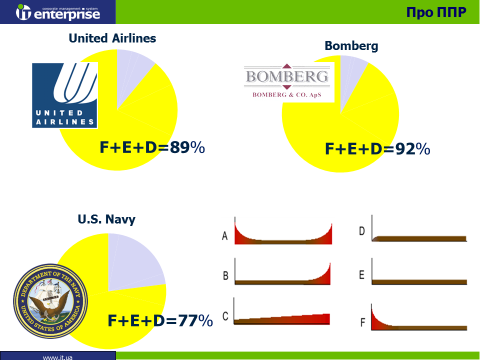 it enterprise
corporate management system
Про ППР
United Airlines
UNITED
AIRLINES
F+E+D=89%
Bomberg
BOMBERG
BOMBERG & CO. ApS
F+E+D=92%
U.S. Navy
DEPARTMENT OF THE NAVY
UNITED STATES OF AMERICA
F+E+D=77%
A
B
C
D
E
F
www.it.ua